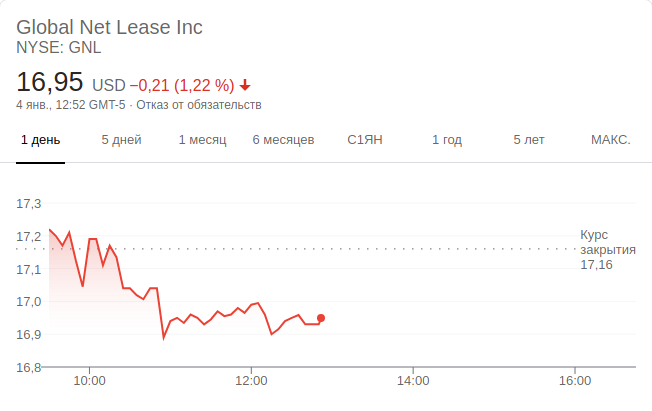 Global Net Lease Inc
NYSE: GNL
16,95 USD −0,21 (1,22 %)
4 янв., 12:52 GMT-5 · Отказ от обязательств
1 день 5 дней 1 месяц 6 месяцев С1ЯН 1 год 5 лет МАКС.
17,3
17,2
17,1
17,0
16,9
16,8
Курс
закрытия
17,16
10:00 12:00 14:00 16:00